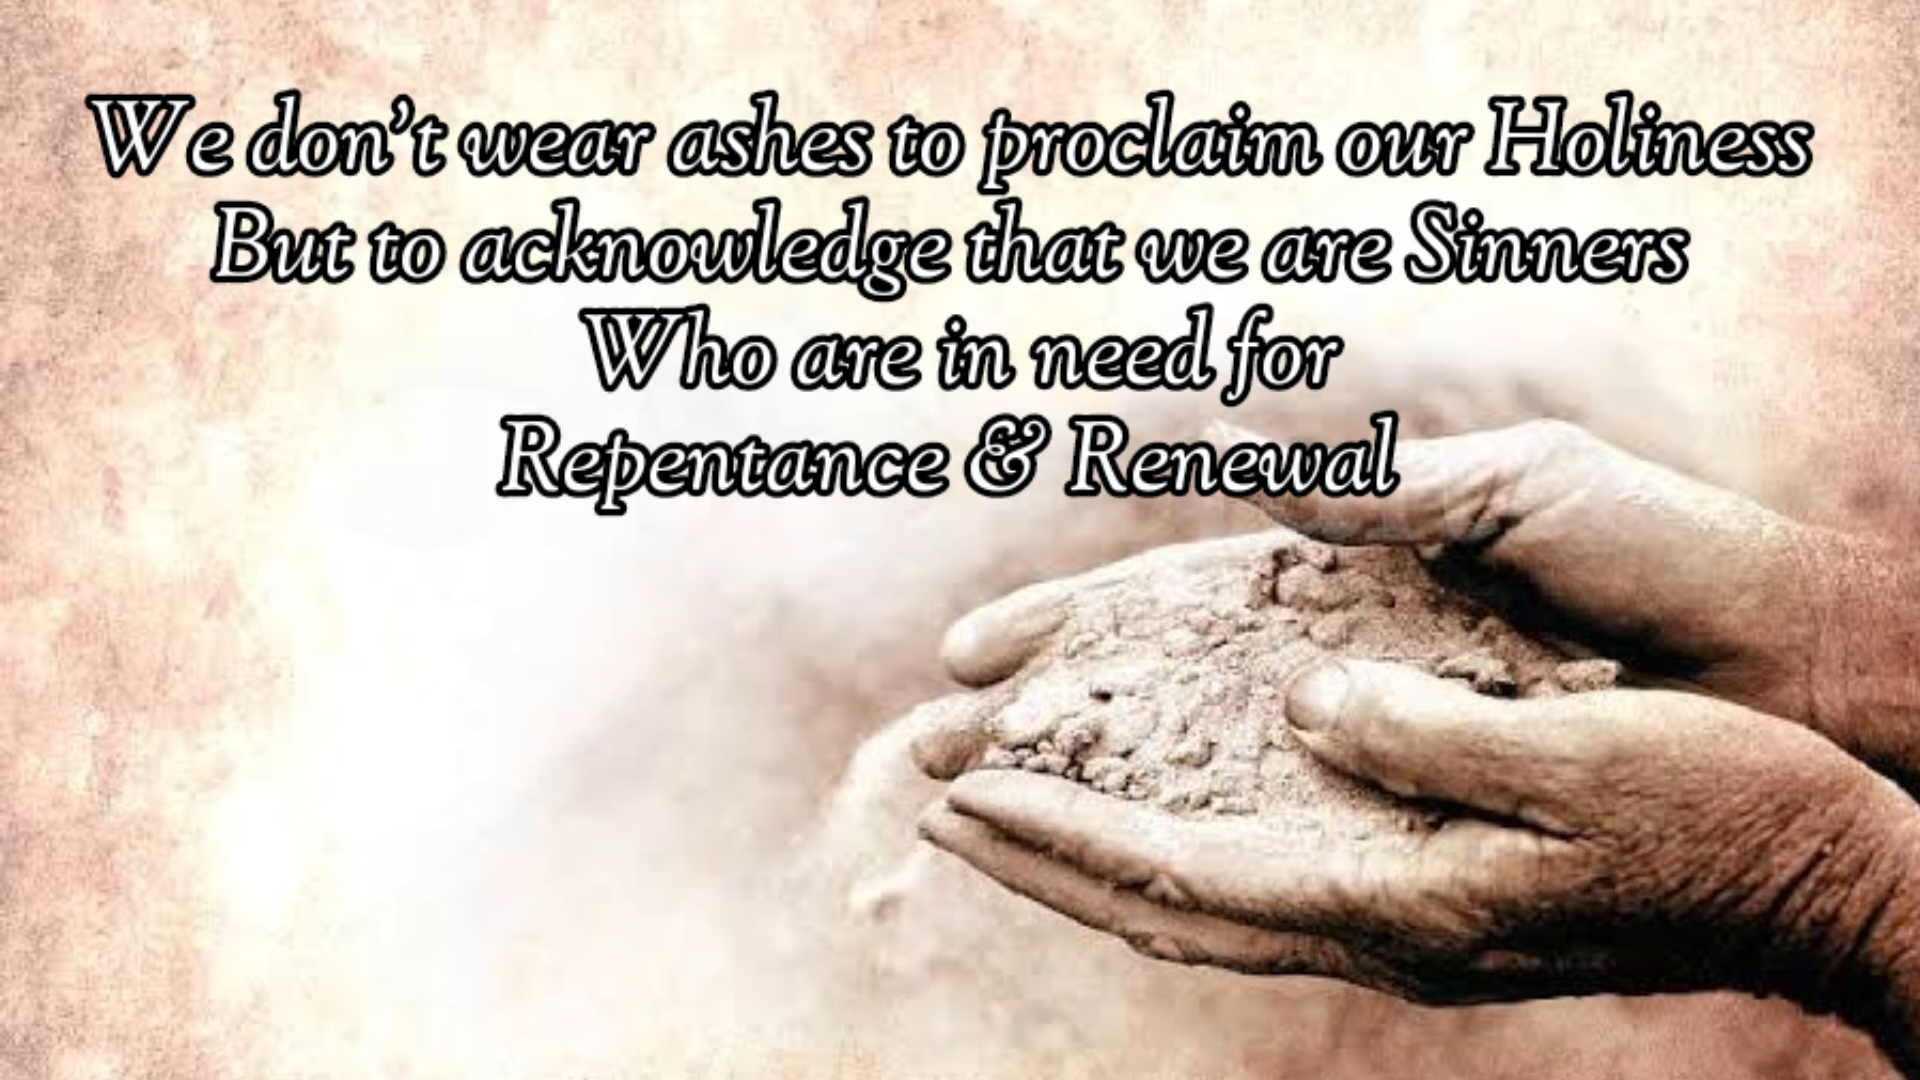 We don’t wear ashes to proclaim our Holiness
But to acknowledge that we are Sinners
Who are in need for
Repentance & Renewal